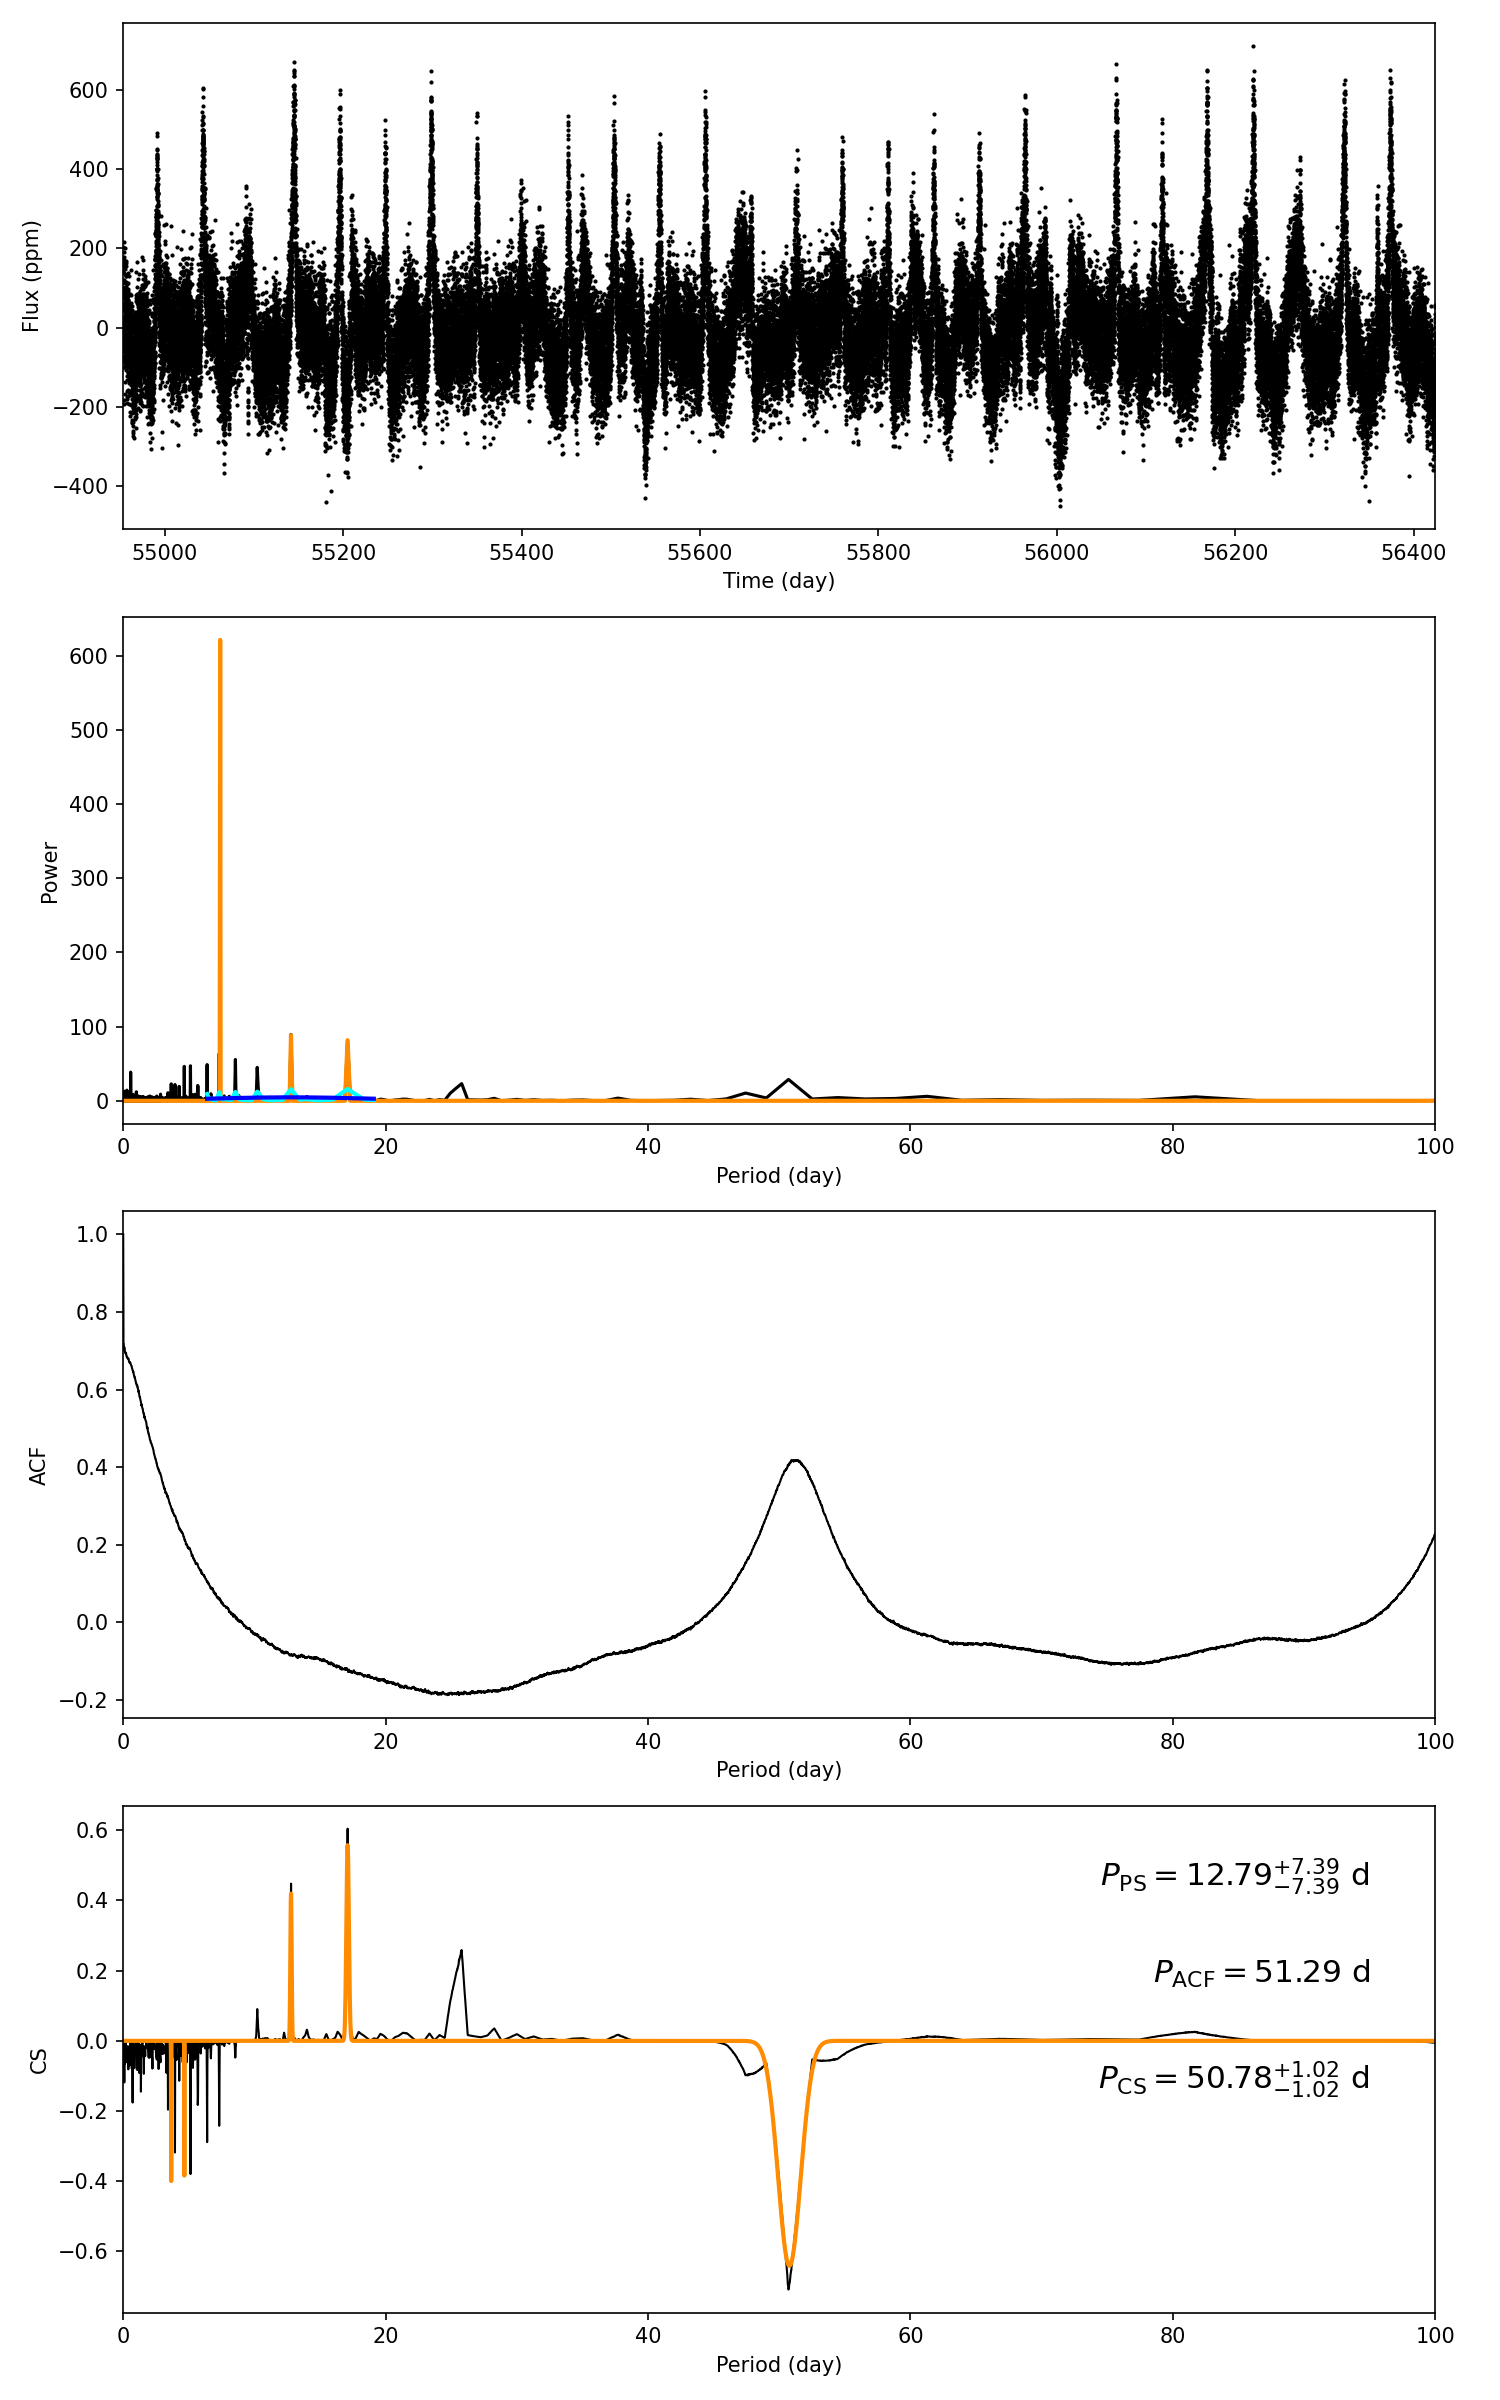 600
400
200
0
−200
−400
Flux (ppm)
55000 55200 55400 55600 55800 56000 56200 56400
Time (day)
600
500
400
300
200
100
0
Power
0 20 40 60 80 100
Period (day)
1.0
0.8
0.6
0.4
0.2
0.0
−0.2
ACF
0 20 40 60 80 100
Period (day)
0.6
0.4
0.2
0.0
−0.2
−0.4
−0.6
CS
P_PS = 12.79^{+7.39}_{−7.39} d
P_ACF = 51.29 d
P_CS = 50.78^{+1.02}_{−1.02} d
0 20 40 60 80 100
Period (day)